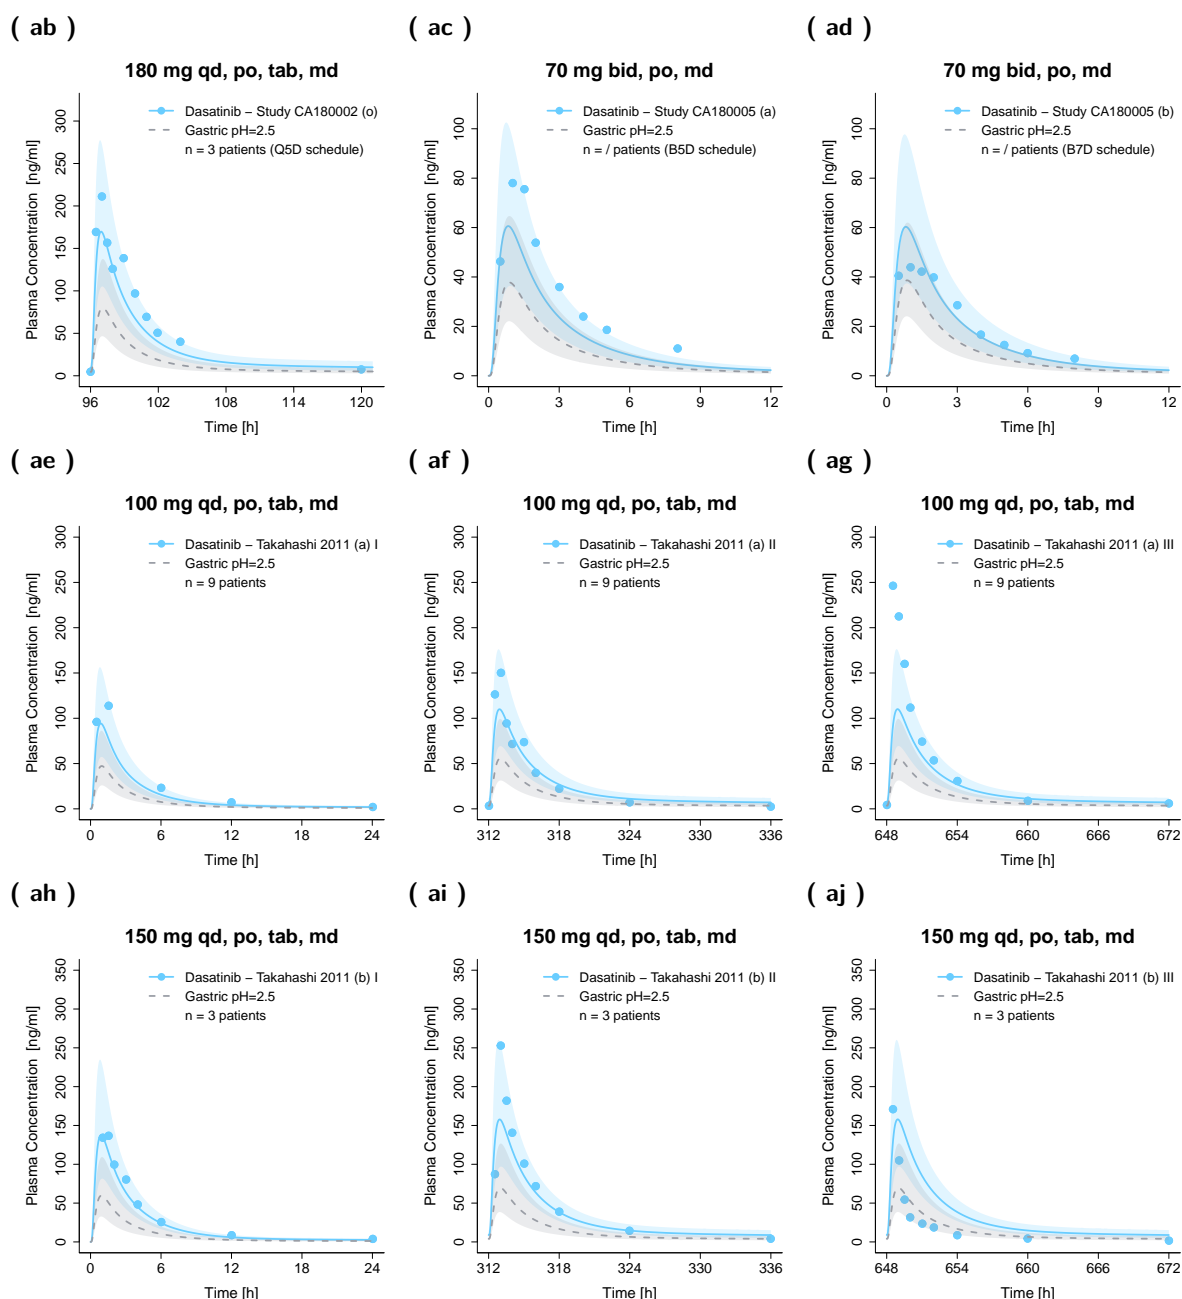 ( ab )
180 mg qd, po, tab, md
Dasatinib − Study CA180002 (o)
Gastric pH=2.5
n = 3 patients (Q5D schedule)
Plasma Concentration [ng/ml]
0 50 100 150 200 250 300
96 102 108 114 120
Time [h]
( ac )
70 mg bid, po, md
Dasatinib − Study CA180005 (a)
Gastric pH=2.5
n = / patients (B5D schedule)
Plasma Concentration [ng/ml]
0 20 40 60 80 100
0 3 6 9 12
Time [h]
( ad )
70 mg bid, po, md
Dasatinib − Study CA180005 (b)
Gastric pH=2.5
n = / patients (B7D schedule)
Plasma Concentration [ng/ml]
0 20 40 60 80 100
0 3 6 9 12
Time [h]
( ae )
100 mg qd, po, tab, md
Dasatinib − Takahashi 2011 (a) I
Gastric pH=2.5
n = 9 patients
Plasma Concentration [ng/ml]
0 50 100 150 200 250 300
0 6 12 18 24
Time [h]
( af )
100 mg qd, po, tab, md
Dasatinib − Takahashi 2011 (a) II
Gastric pH=2.5
n = 9 patients
Plasma Concentration [ng/ml]
0 50 100 150 200 250 300
312 318 324 330 336
Time [h]
( ag )
100 mg qd, po, tab, md
Dasatinib − Takahashi 2011 (a) III
Gastric pH=2.5
n = 9 patients
Plasma Concentration [ng/ml]
0 50 100 150 200 250 300
648 654 660 666 672
Time [h]
( ah )
150 mg qd, po, tab, md
Dasatinib − Takahashi 2011 (b) I
Gastric pH=2.5
n = 3 patients
Plasma Concentration [ng/ml]
0 50 100 150 200 250 300 350
0 6 12 18 24
Time [h]
( ai )
150 mg qd, po, tab, md
Dasatinib − Takahashi 2011 (b) II
Gastric pH=2.5
n = 3 patients
Plasma Concentration [ng/ml]
0 50 100 150 200 250 300 350
312 318 324 330 336
Time [h]
( aj )
150 mg qd, po, tab, md
Dasatinib − Takahashi 2011 (b) III
Gastric pH=2.5
n = 3 patients
Plasma Concentration [ng/ml]
0 50 100 150 200 250 300 350
648 654 660 666 672
Time [h]